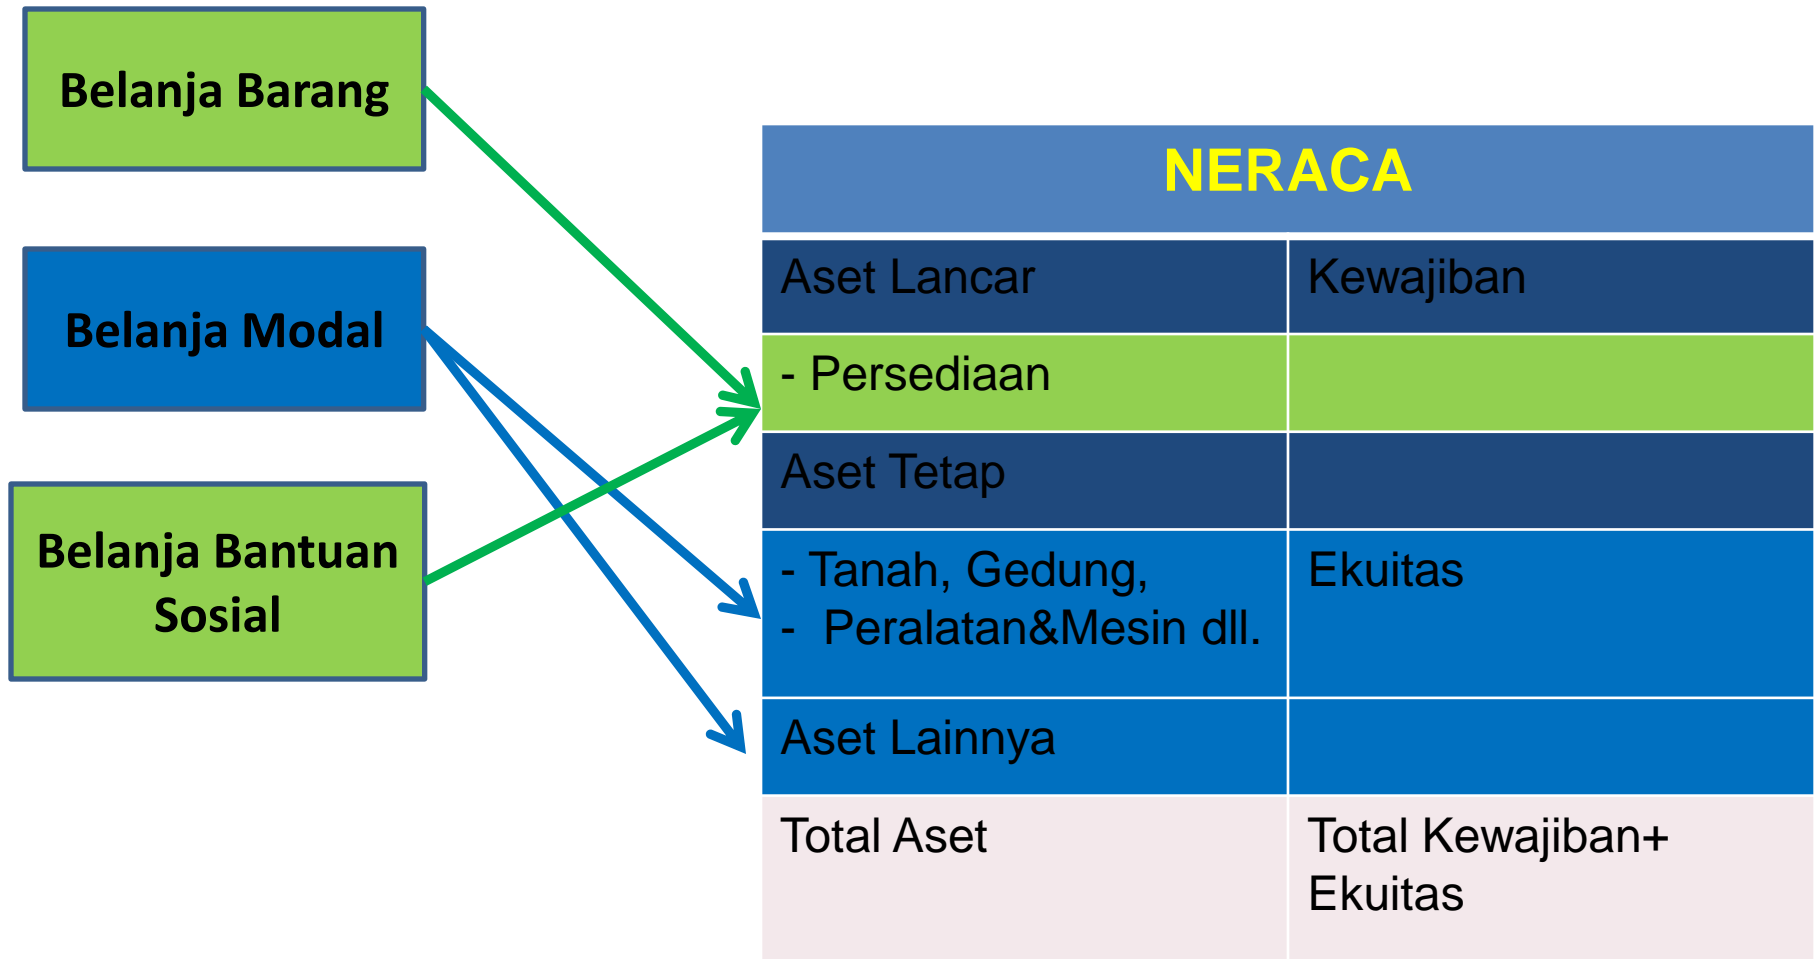 Belanja Barang
Belanja Modal
Belanja Bantuan
Sosial
NERACA
Aset Lancar
Kewajiban
- Persediaan
Aset Tetap
- Tanah, Gedung,
- Peralatan&Mesin dll.
Ekuitas
Aset Lainnya
Total Aset
Total Kewajiban+
Ekuitas